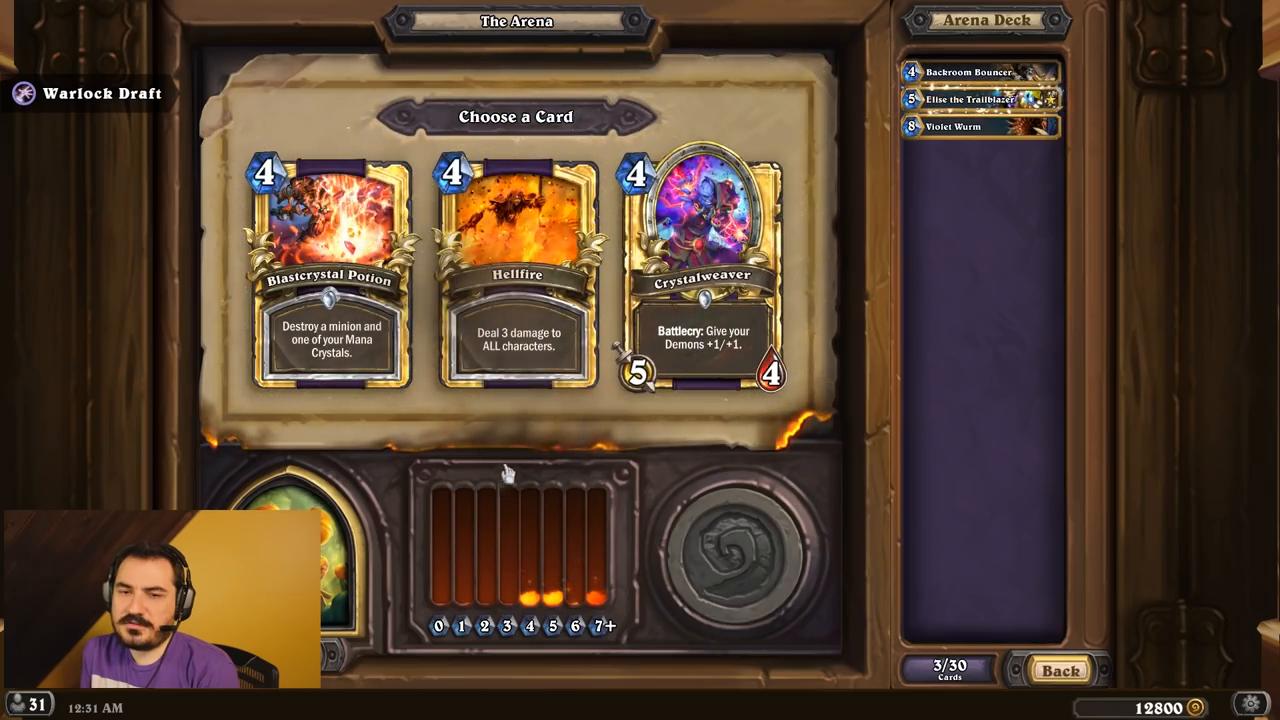 The Arena
Arena Deck
Warlock Draft
Choose a Card
4
Blastcrystal Potion
Destroy a minion and
one of your Mana
Crystals.
4
Hellfire
Deal 3 damage to
ALL characters.
4
Crystalweaver
Battlecry: Give your
Demons +1/+1.
5
4
4 Backroom Bouncer
5 Elise the Trailblazer
8 Violet Wurm
0 1 2 3 4 5 6 7+
3/30
Cards
Back
31
12:31 AM
12800